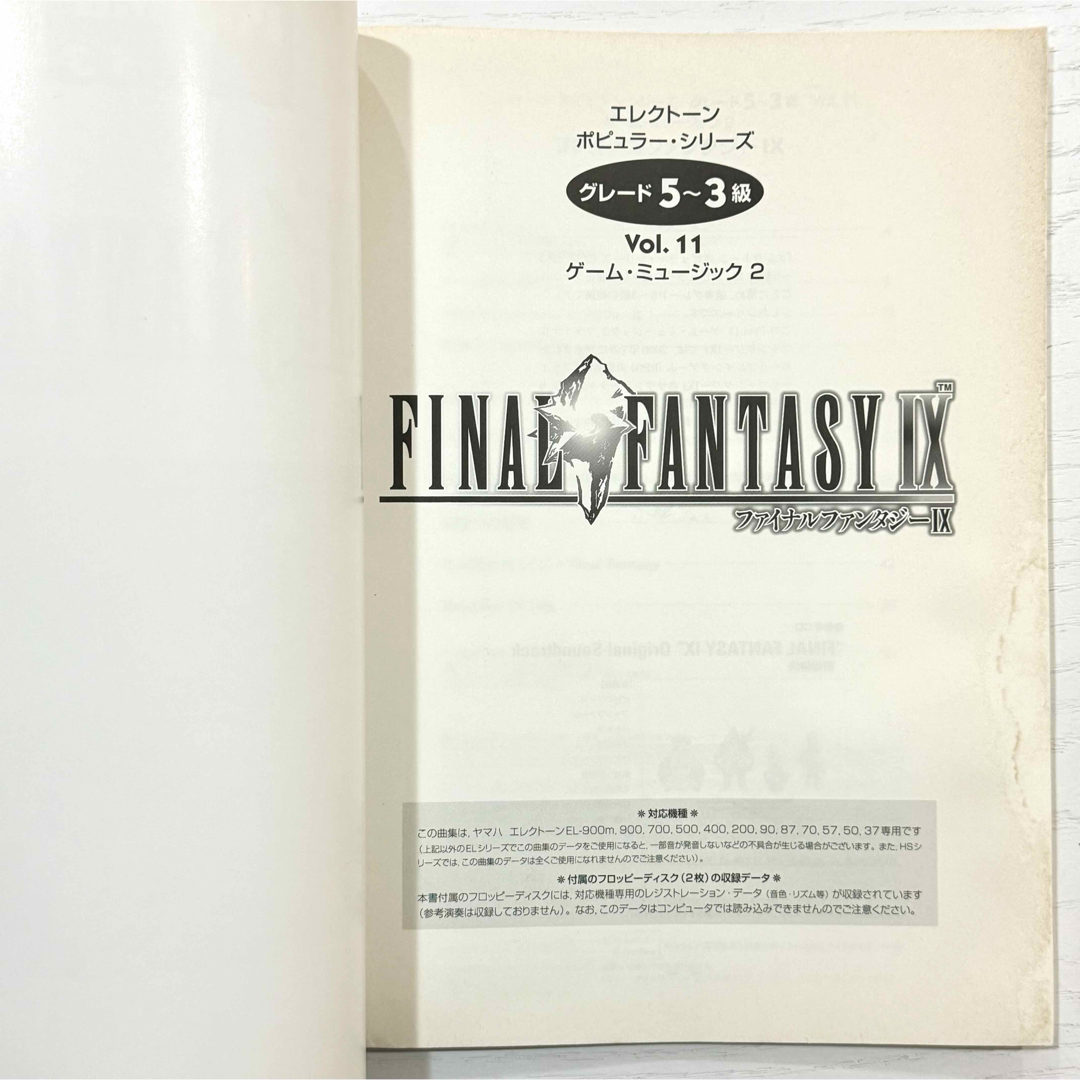 エレクトーン
ポピュラー・シリーズ
グレード 5〜3 級
Vol. 11
ゲーム・ミュージック 2
FINAL FANTASY IX™
ファイナルファンタジーIX
＊対応機種＊
この曲集は、ヤマハ エレクトーンEL-900m, 900, 700, 500, 400, 200, 90, 87, 70, 57, 50, 37専用です
(上記以外のELシリーズでこの曲集のデータをご使用になると、一部音が発音しないなどの不具合が生じる場合がございます。また、HSシ
リーズでは、この曲集のデータは全くご使用になれませんのでご注意ください)。
＊付属のフロッピーディスク(2枚)の収録データ＊
本書付属のフロッピーディスクには、対応機種専用のレジストレーション・データ(音色・リズム等)が収録されています
(参考演奏は収録しておりません)。なお、このデータはコンピュータでは読み込みできませんのでご注意ください。
"FINAL FANTASY IX" Original Soundtrack